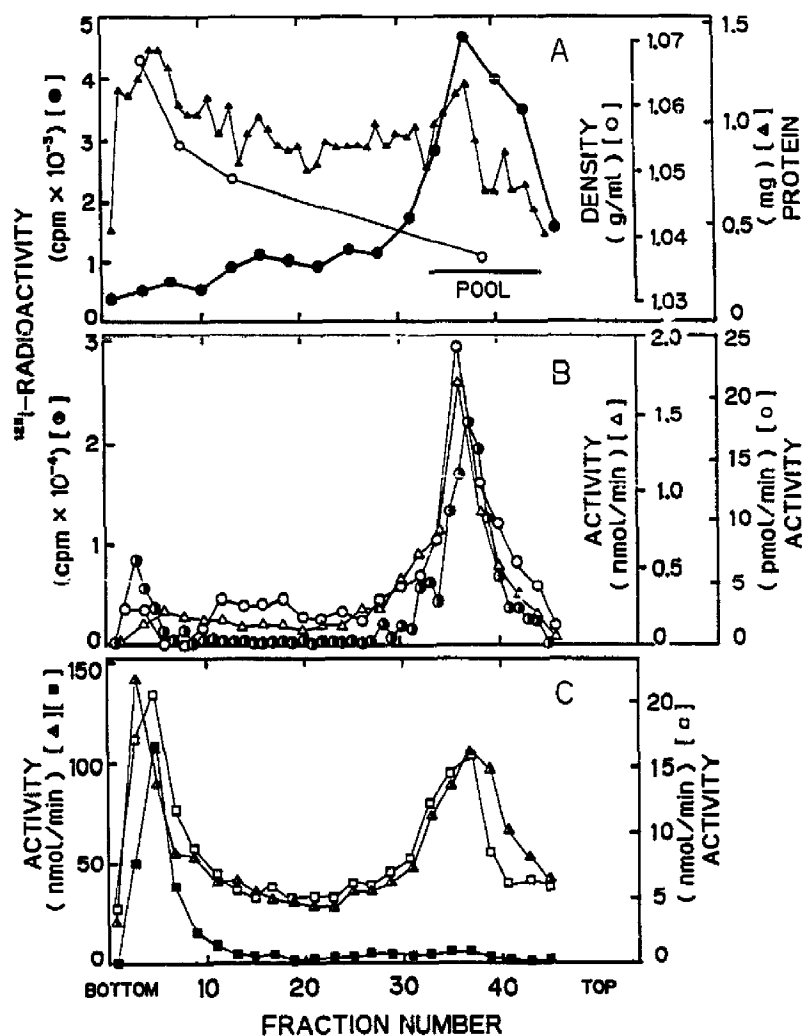 A
5
4
3
2
1
0
1.07
1.06
1.05
1.04
1.03
1.5
1.0
0.5
0
DENSITY
(g/ml) [○]
(mg) [▲]
PROTEIN
POOL
¹²⁵I-RADIOACTIVITY
(cpm × 10⁻³) [●]
B
3
2
1
0
(cpm × 10⁻⁴) [◐]
2.0
1.5
1.0
0.5
0
25
20
15
10
5
0
ACTIVITY
(nmol/min) [△]
(pmol/min) [○]
ACTIVITY
C
150
100
50
0
ACTIVITY
(nmol/min) [▲][■]
20
15
10
5
0
(nmol/min) [□]
ACTIVITY
BOTTOM
10
20
30
40
TOP
FRACTION NUMBER